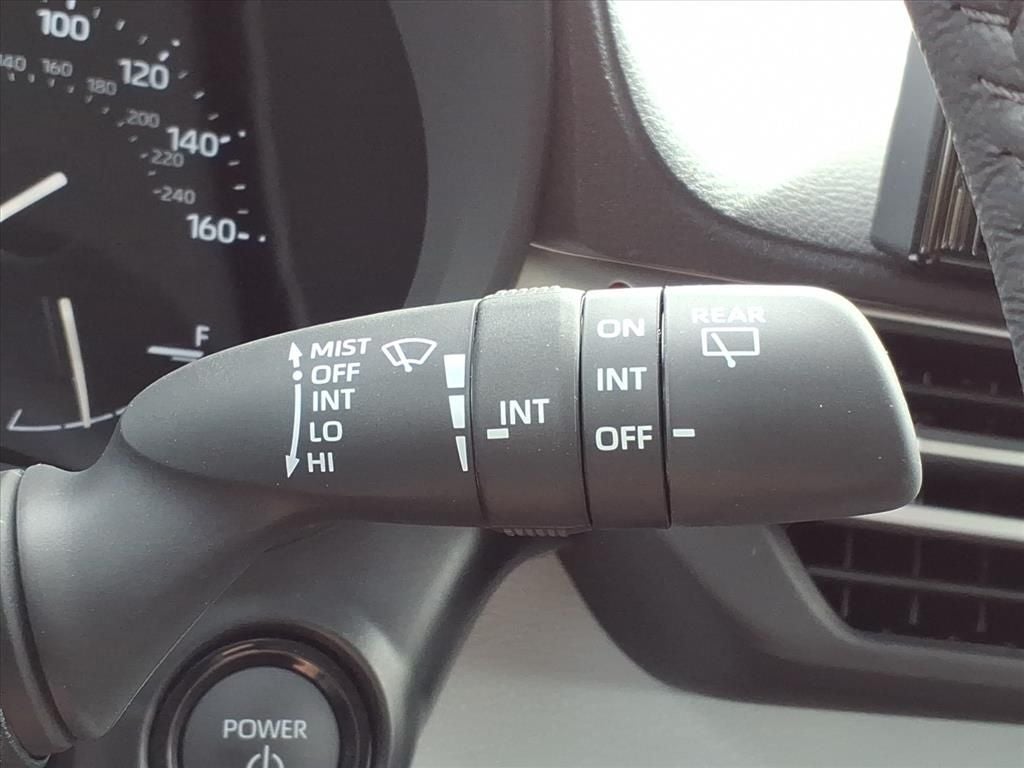 100
120
140
160
140
160
180
200
220
240
F
MIST
OFF
INT
LO
HI
INT
ON
INT
OFF
REAR
POWER